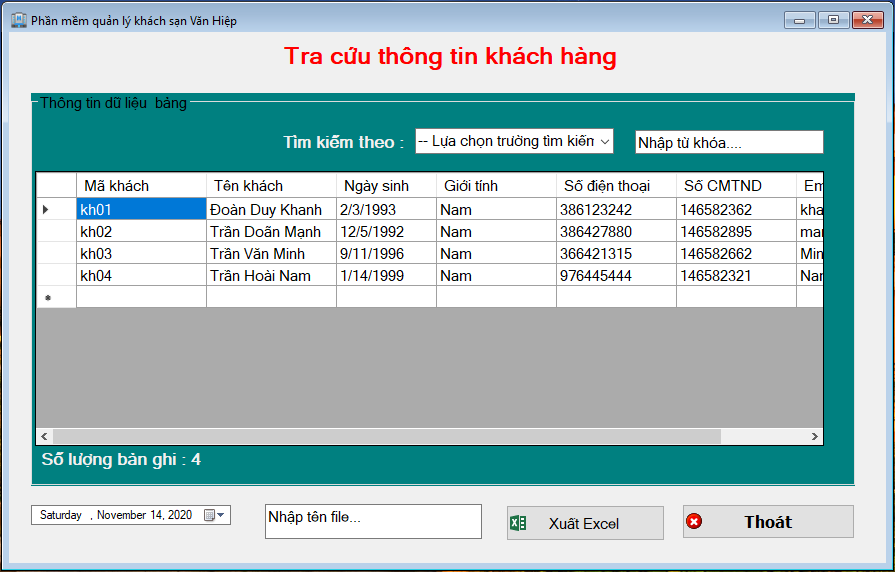 Phần mềm quản lý khách sạn Văn Hiệp
Tra cứu thông tin khách hàng
Thông tin dữ liệu bảng
Tìm kiếm theo : -- Lựa chọn trường tìm kiếm Nhập từ khóa....
Mã khách Tên khách Ngày sinh Giới tính Số điện thoại Số CMTND Em
kh01 Đoàn Duy Khanh 2/3/1993 Nam 386123242 146582362 kha
kh02 Trần Doãn Mạnh 12/5/1992 Nam 386427880 146582895 mar
kh03 Trần Văn Minh 9/11/1996 Nam 366421315 146582662 Min
kh04 Trần Hoài Nam 1/14/1999 Nam 976445444 146582321 Nar
Số lượng bản ghi : 4
Saturday , November 14, 2020 Nhập tên file... Xuất Excel Thoát